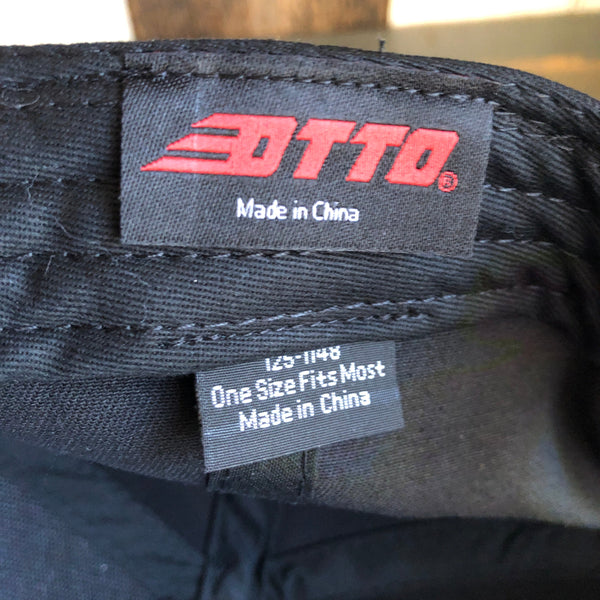 OTTO®
Made in China
125-1148
One Size Fits Most
Made in China